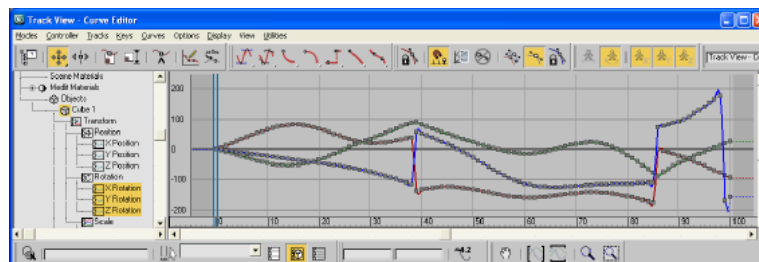 Track View - Curve Editor
Modes Controller Tracks Keys Curves Options Display View Utilities
Track View - C
Scene Materials
Medit Materials
Objects
Cube 1
Transform
Position
X Position
Y Position
Z Position
Rotation
X Rotation
Y Rotation
Z Rotation
Scale
200
100
0
-100
-200
0 10 20 30 40 50 60 70 80 90 100